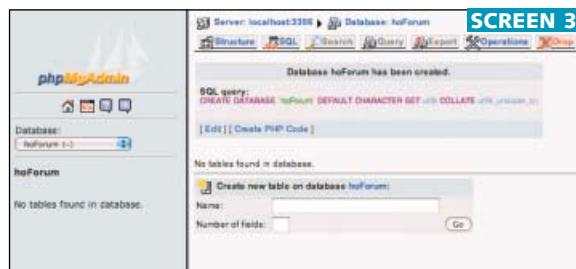 SCREEN 3
Server: localhost:3306 Database: hoForum
Structure SQL Search Query Export Operations Drop
phpMyAdmin
Database:
hoForum (-)
hoForum
No tables found in database.
Database hoForum has been created.
SQL query:
CREATE DATABASE `hoForum` DEFAULT CHARACTER SET utf8 COLLATE utf8_unicode_ci;
[ Edit ] [ Create PHP Code ]
No tables found in database.
Create new table on database hoForum:
Name:
Number of fields:
Go